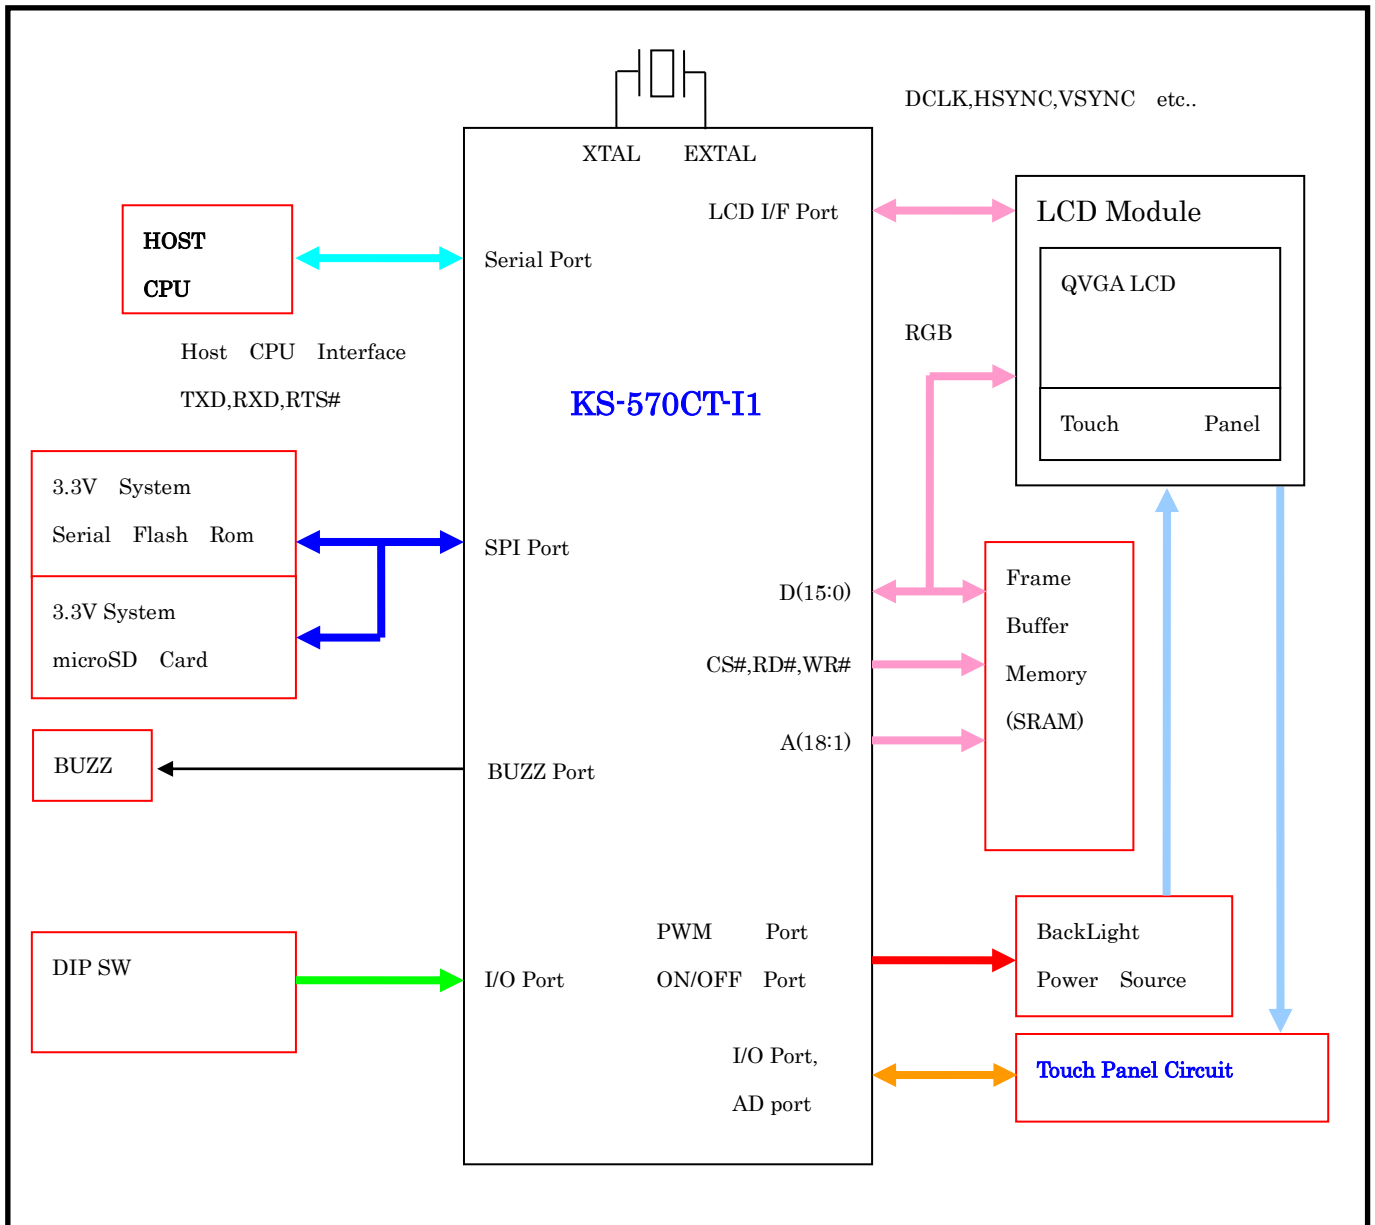 DCLK,HSYNC,VSYNC etc..
XTAL EXTAL
LCD I/F Port
LCD Module
HOST
CPU
Serial Port
QVGA LCD
Host CPU Interface
TXD,RXD,RTS#
RGB
KS-570CT-I1
Touch Panel
3.3V System
Serial Flash Rom
SPI Port
3.3V System
microSD Card
D(15:0)
CS#,RD#,WR#
A(18:1)
Frame
Buffer
Memory
(SRAM)
BUZZ
BUZZ Port
DIP SW
I/O Port
PWM Port
ON/OFF Port
BackLight
Power Source
I/O Port,
AD port
Touch Panel Circuit